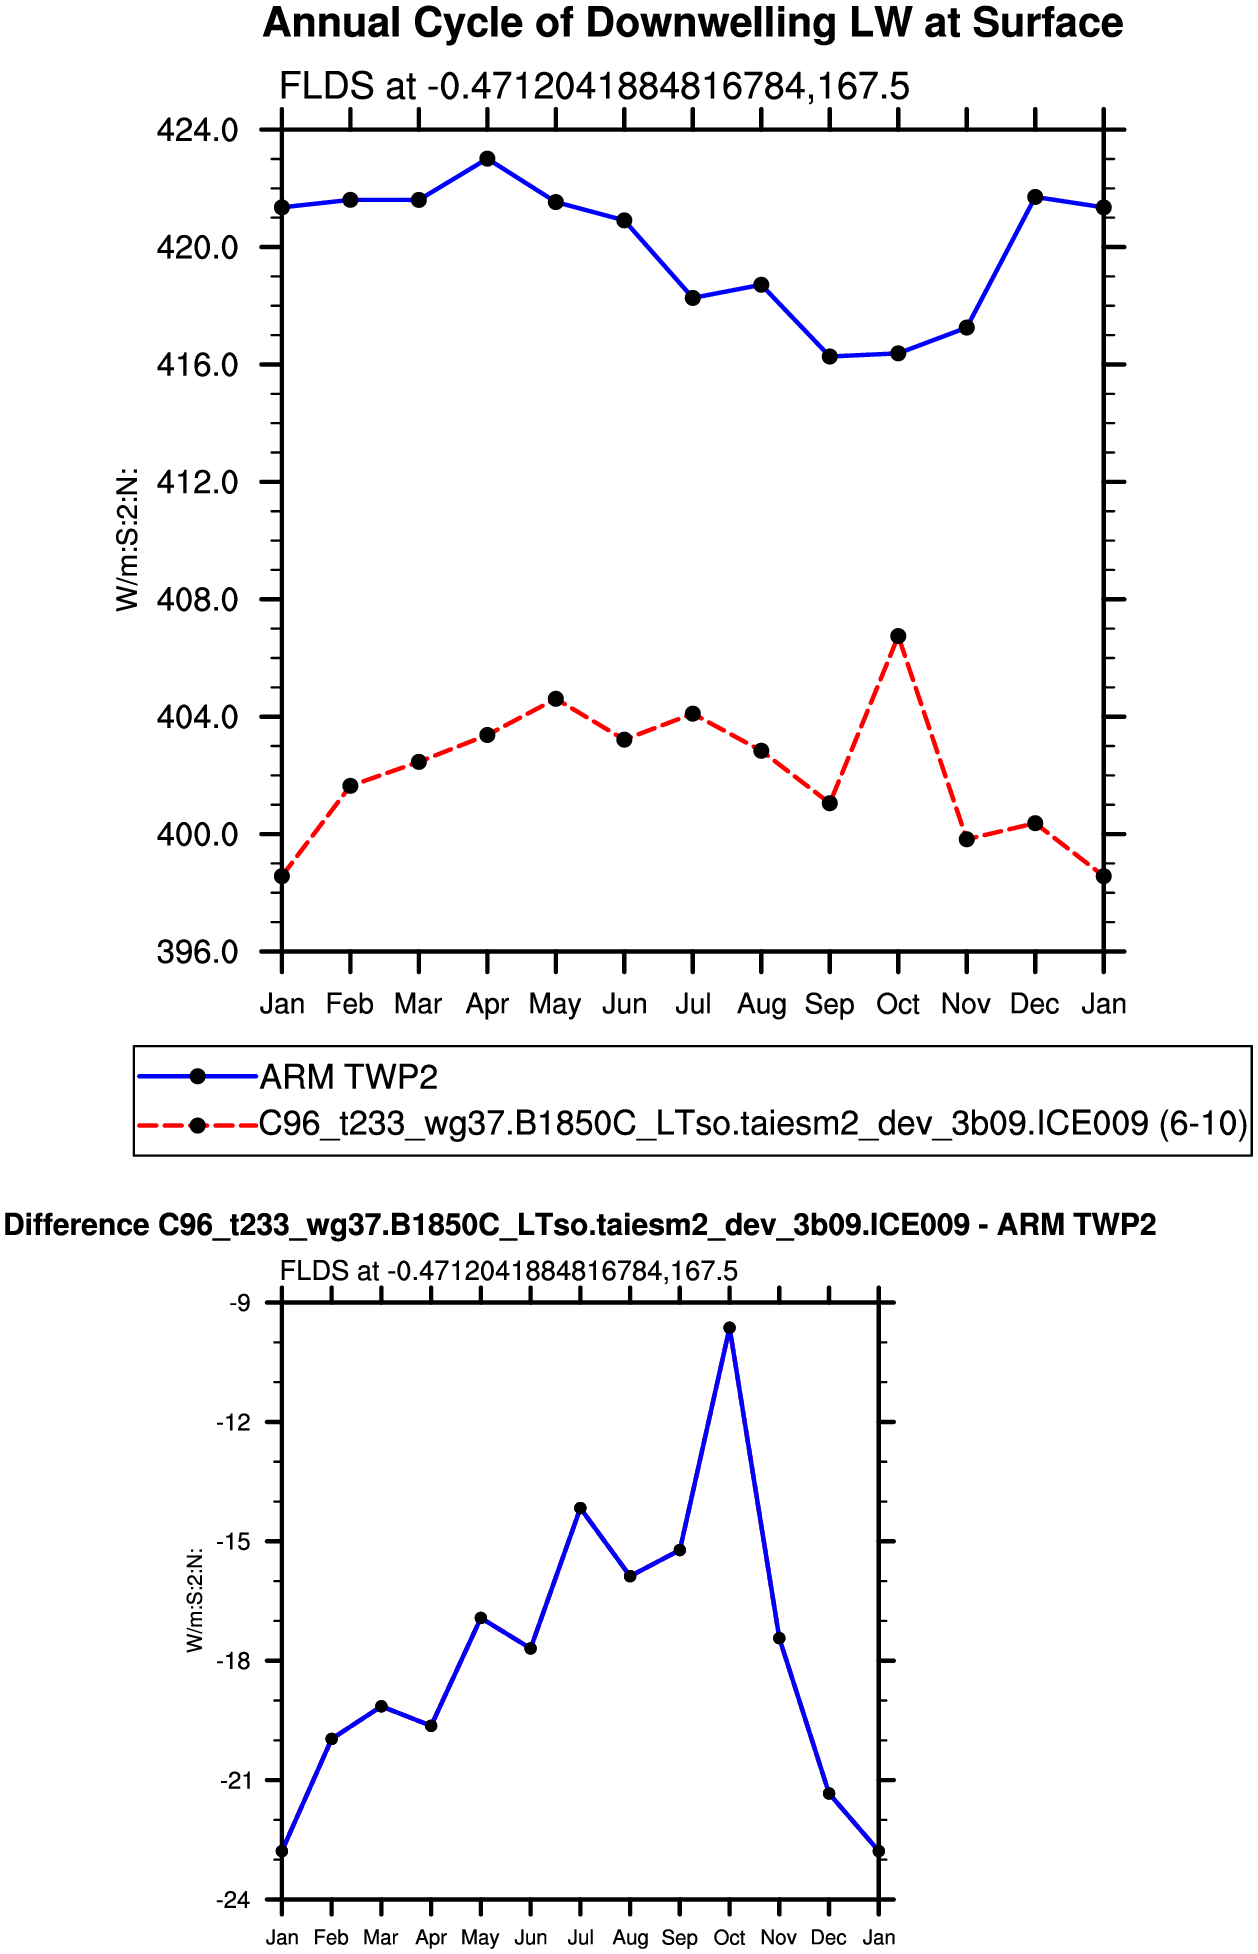 Annual Cycle of Downwelling LW at Surface
FLDS at -0.4712041884816784,167.5
424.0
420.0
416.0
412.0
408.0
404.0
400.0
396.0
W/m:S:2:N:
Jan Feb Mar Apr May Jun Jul Aug Sep Oct Nov Dec Jan
ARM TWP2
C96_t233_wg37.B1850C_LTso.taiesm2_dev_3b09.ICE009 (6-10)
Difference C96_t233_wg37.B1850C_LTso.taiesm2_dev_3b09.ICE009 - ARM TWP2
FLDS at -0.4712041884816784,167.5
-9
-12
-15
-18
-21
-24
W/m:S:2:N:
Jan Feb Mar Apr May Jun Jul Aug Sep Oct Nov Dec Jan